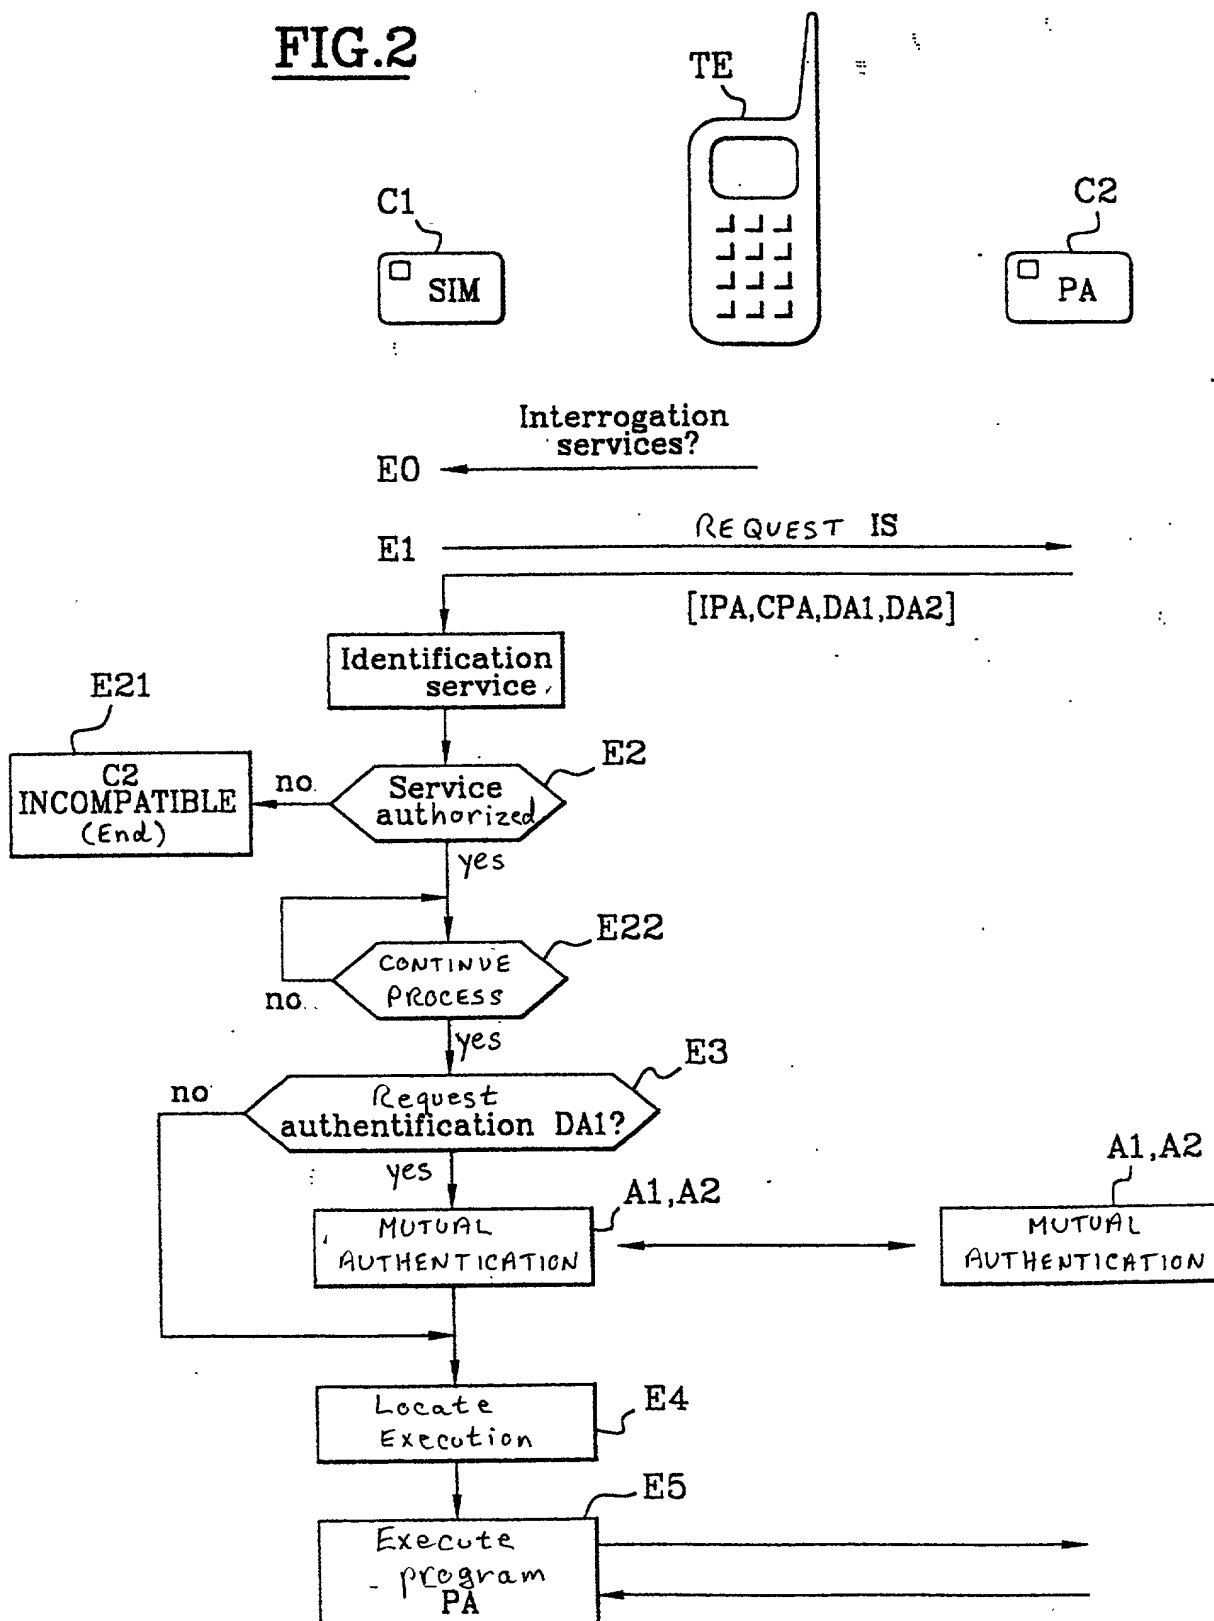 FIG.2
TE
C1
C2
SIM
PA
Interrogation
services?
E0
REQUEST IS
E1
[IPA,CPA,DA1,DA2]
Identification
service
E21
E2
C2
INCOMPATIBLE
(End)
no
Service
authorized
yes
E22
CONTINUE
PROCESS
no
yes
E3
no
Request
authentification DA1?
yes
A1,A2
A1,A2
MUTUAL
AUTHENTICATION
MUTUAL
AUTHENTICATION
Locate
Execution
E4
E5
Execute
program
PA